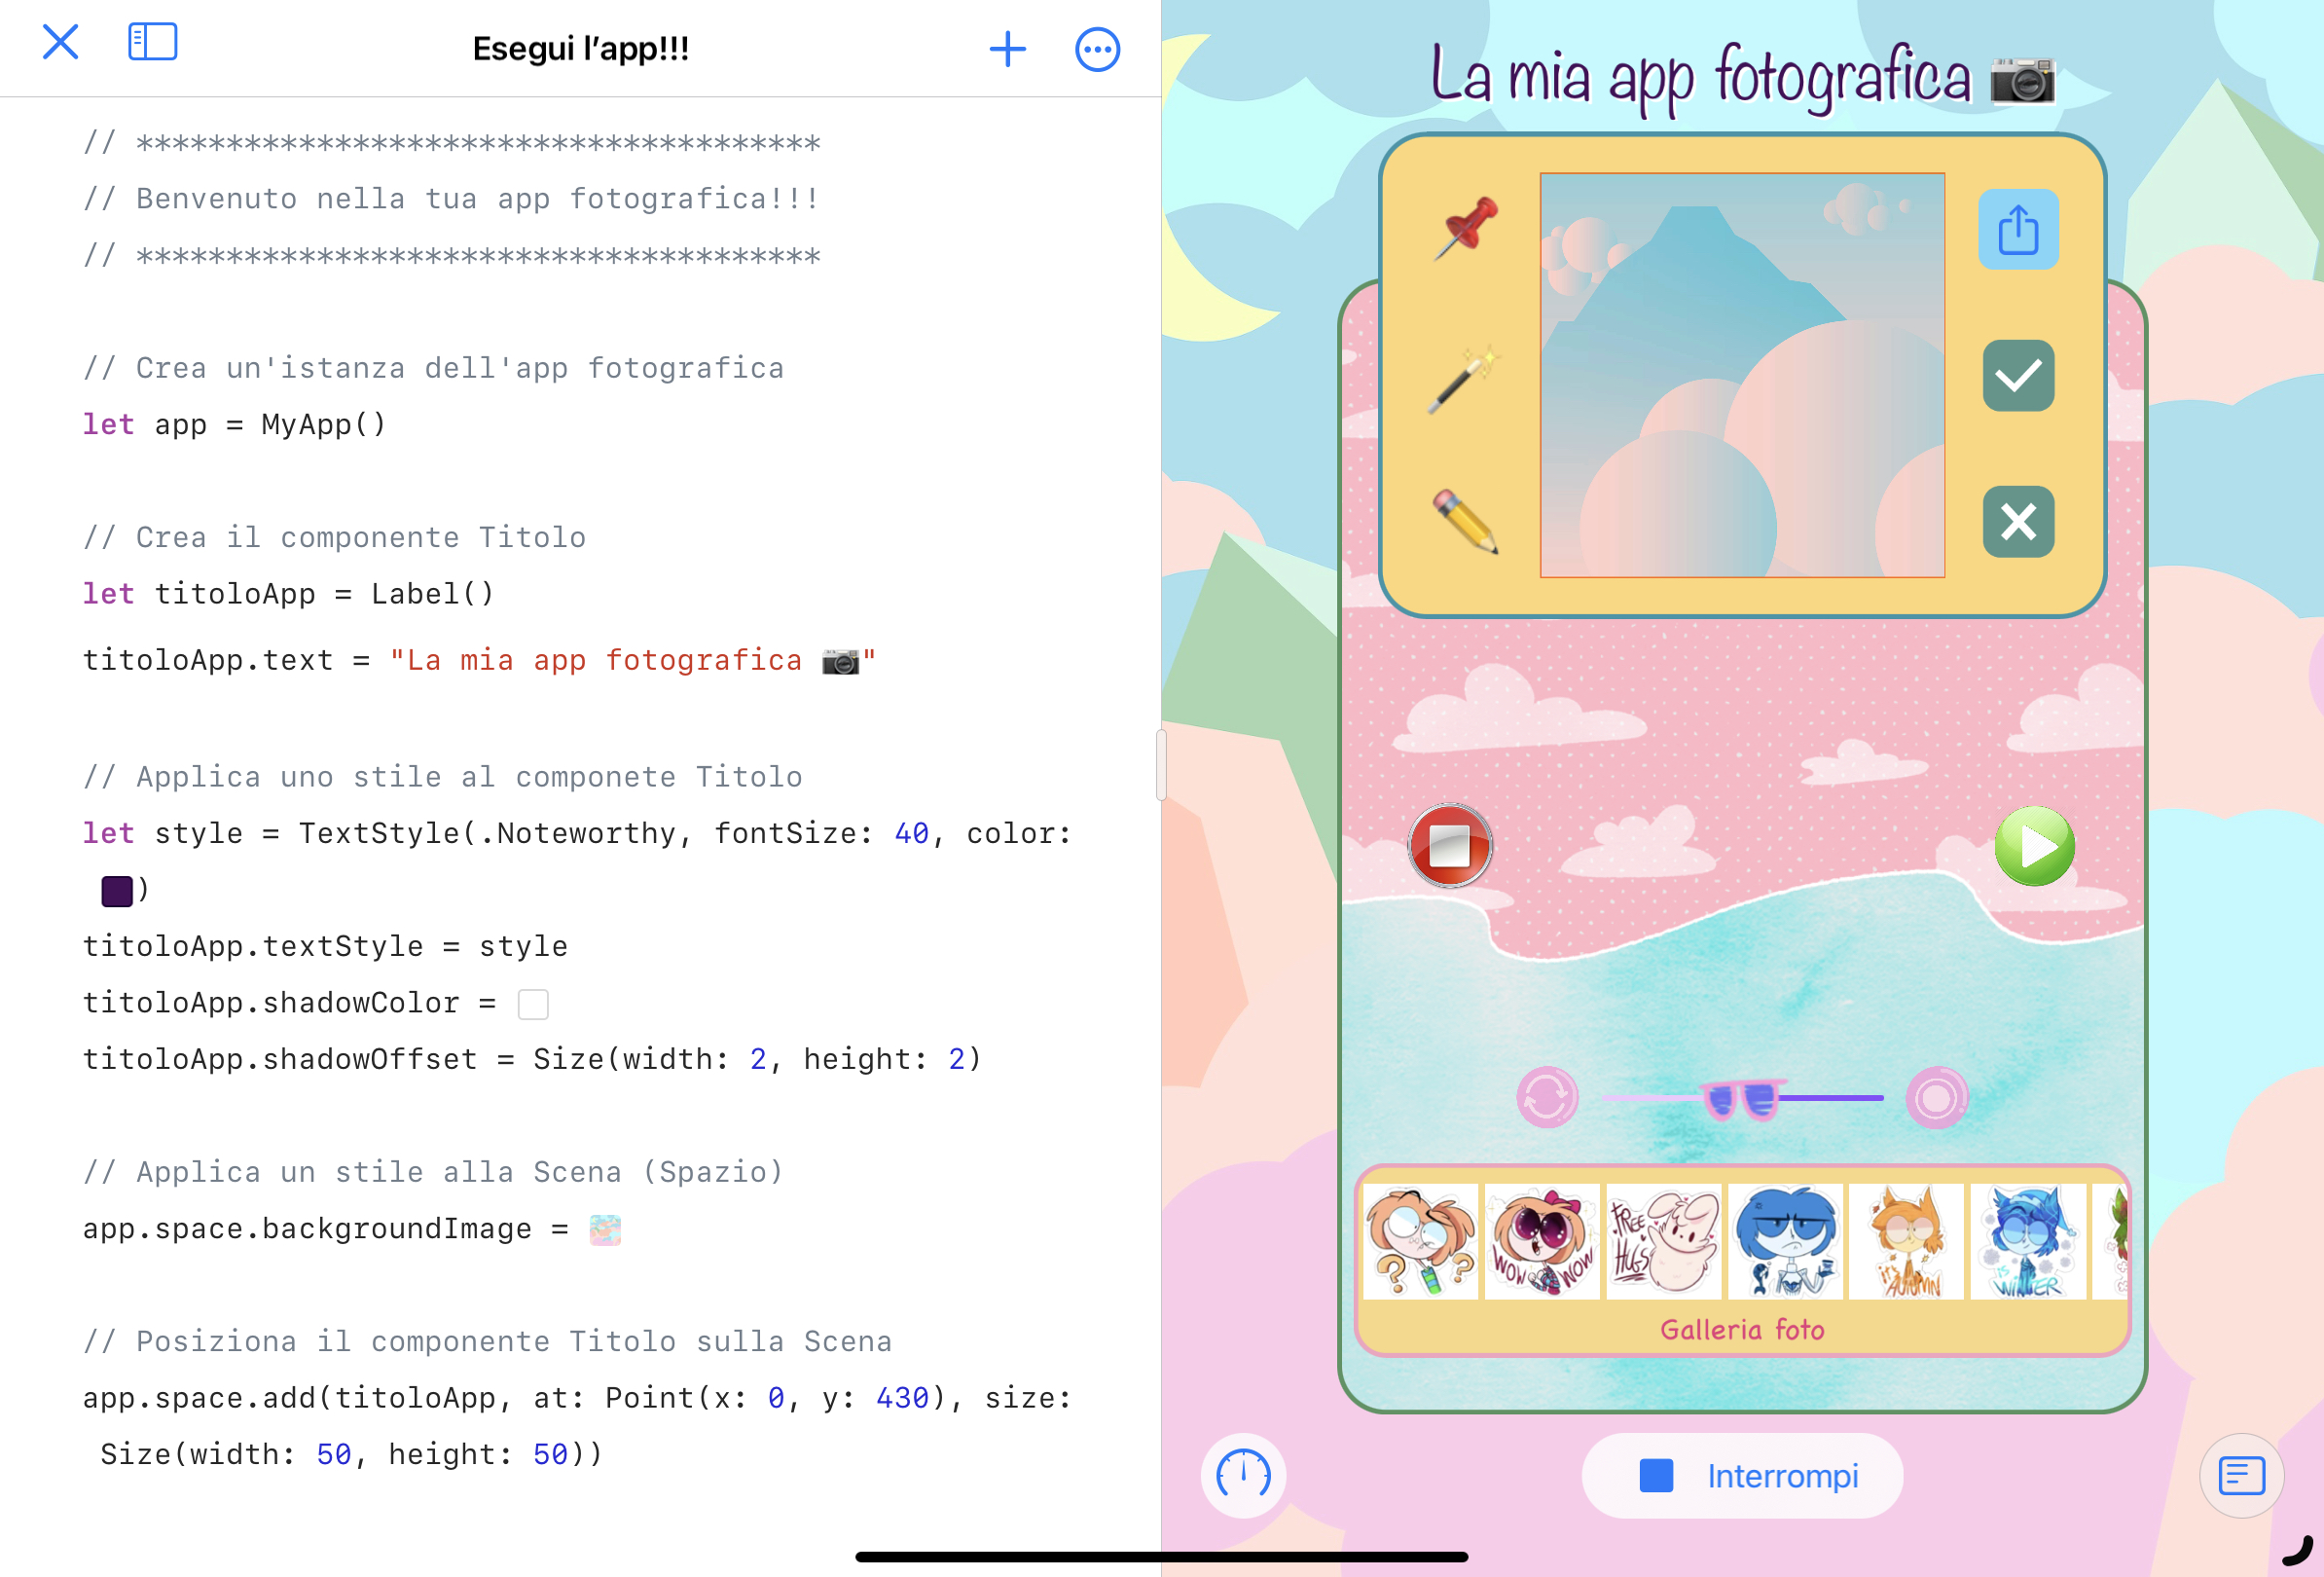 Esegui l’app!!!
// **************************************
// Benvenuto nella tua app fotografica!!!
// **************************************
// Crea un'istanza dell'app fotografica
let app = MyApp()
// Crea il componente Titolo
let titoloApp = Label()
titoloApp.text = "La mia app fotografica 📷"
// Applica uno stile al componete Titolo
let style = TextStyle(.Noteworthy, fontSize: 40, color:
)
titoloApp.textStyle = style
titoloApp.shadowColor =
titoloApp.shadowOffset = Size(width: 2, height: 2)
// Applica un stile alla Scena (Spazio)
app.space.backgroundImage =
// Posiziona il componente Titolo sulla Scena
app.space.add(titoloApp, at: Point(x: 0, y: 430), size:
Size(width: 50, height: 50))
La mia app fotografica 📷
? ?
WOW WOW
FREE HUGS
it's AUTUMN
is WiNTER
Galleria foto
Interrompi